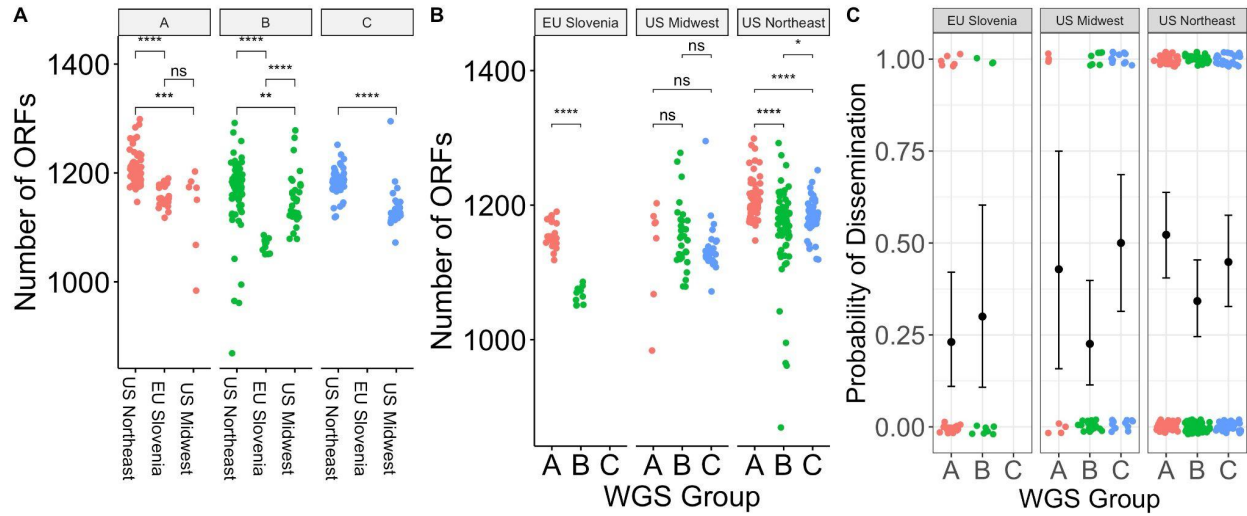 A
A
B
C
****
****
ns
****
***
**
****
1400
1200
1000
Number of ORFs
US Northeast
EU Slovenia
US Midwest
US Northeast
EU Slovenia
US Midwest
US Northeast
EU Slovenia
US Midwest
B
EU Slovenia
US Midwest
US Northeast
ns
*
ns
****
****
ns
****
1400
1200
1000
Number of ORFs
A B C
A B C
A B C
WGS Group
C
EU Slovenia
US Midwest
US Northeast
1.00
0.75
0.50
0.25
0.00
Probability of Dissemination
A B C
A B C
A B C
WGS Group